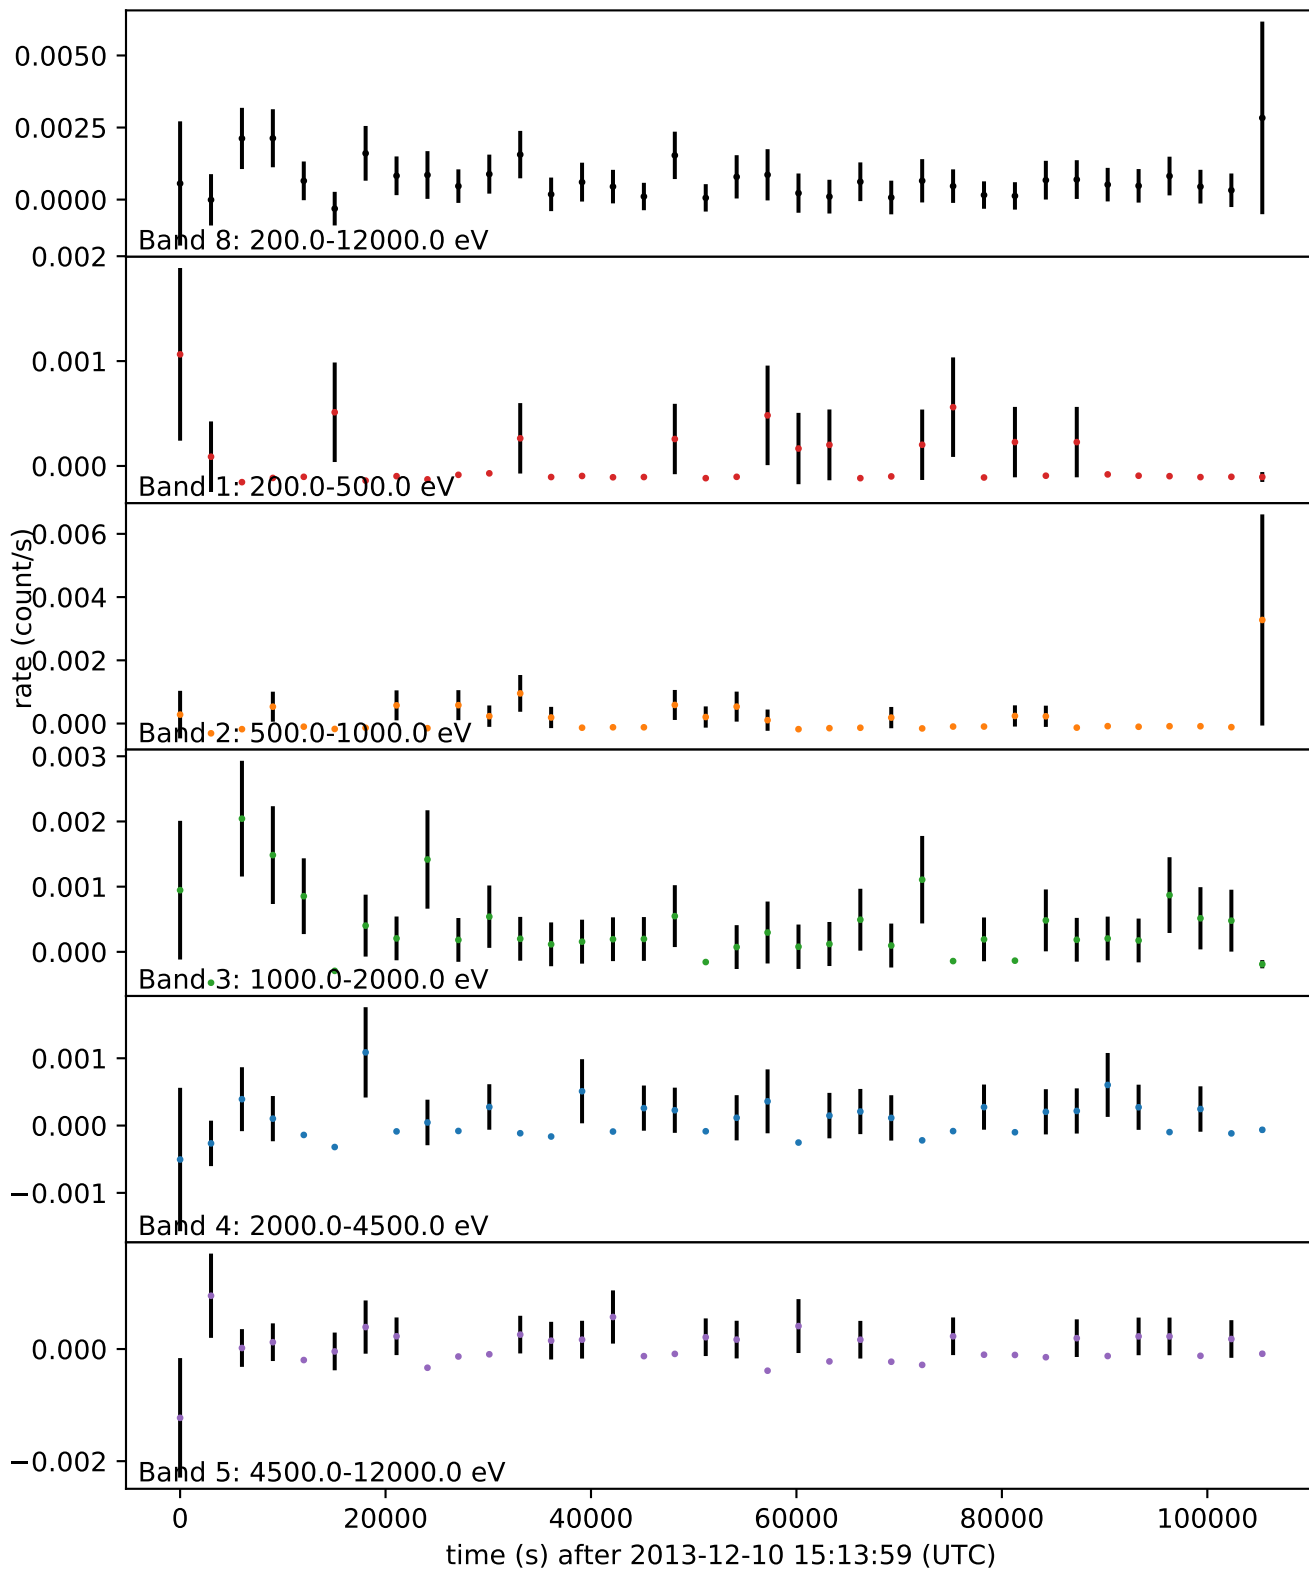 0.0050
0.0025
0.0000
Band 8: 200.0-12000.0 eV
0.002
0.001
0.000
Band 1: 200.0-500.0 eV
rate (count/s)
0.006
0.004
0.002
0.000
Band 2: 500.0-1000.0 eV
0.003
0.002
0.001
0.000
Band 3: 1000.0-2000.0 eV
0.001
0.000
−0.001
Band 4: 2000.0-4500.0 eV
0.000
−0.002
Band 5: 4500.0-12000.0 eV
0 20000 40000 60000 80000 100000
time (s) after 2013-12-10 15:13:59 (UTC)